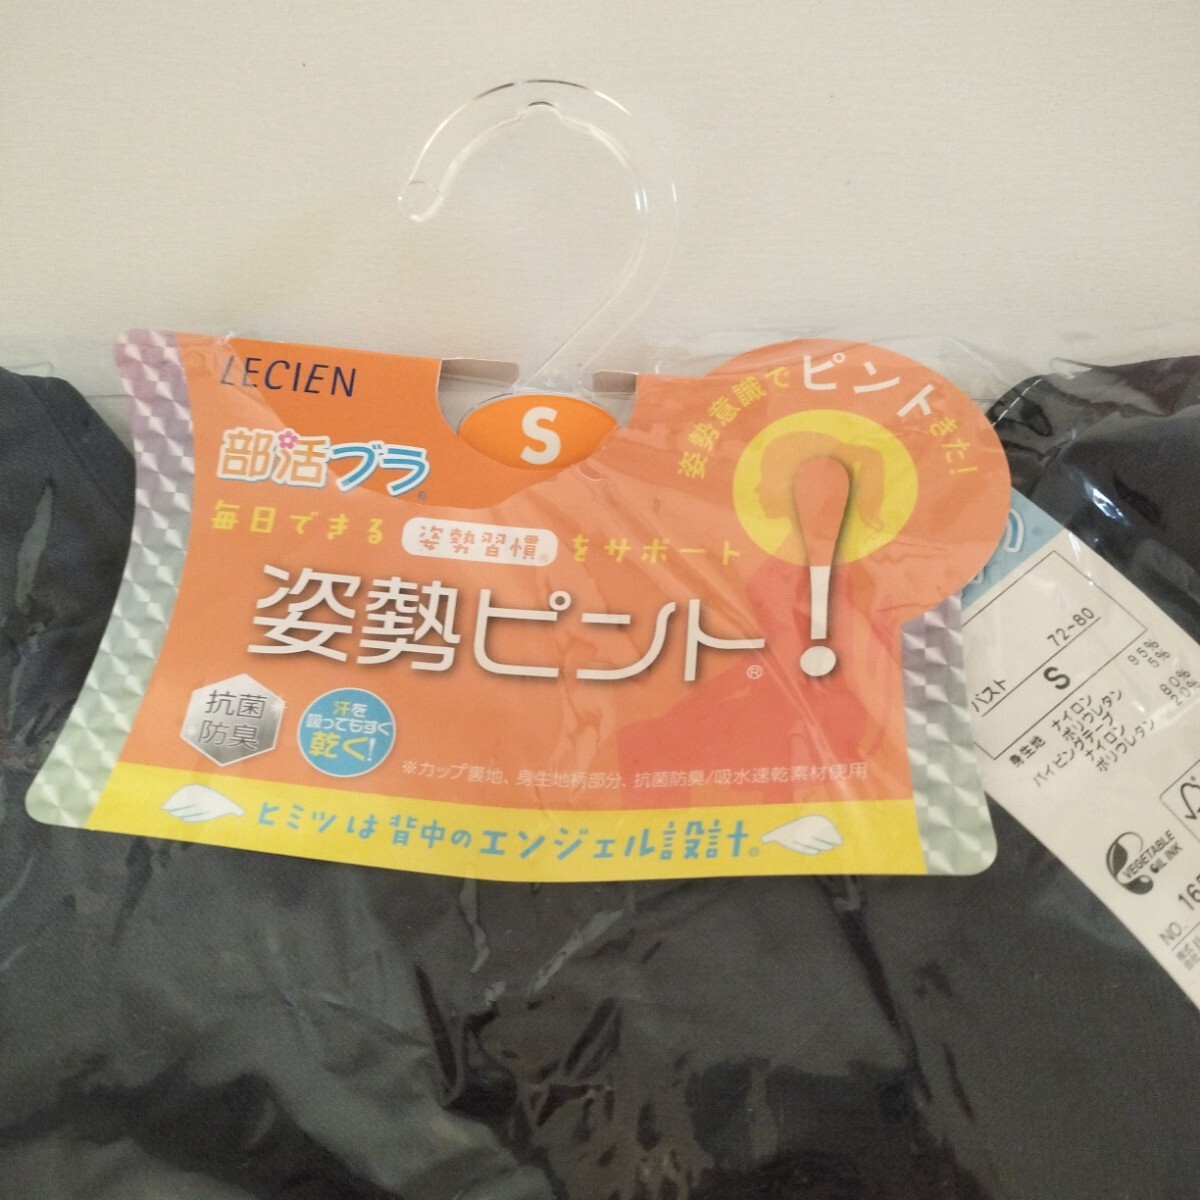 LECIEN
S
部活ブラ®
毎日できる 姿勢習慣® をサポート
姿勢ピント®!
姿勢意識でピントきた!
抗菌
防臭
汗を
吸ってもすぐ
乾く!
※カップ裏地、身生地柄部分、抗菌防臭/吸水速乾素材使用
ヒミツは背中のエンジェル設計®
バスト 72~80
S
身生地 ナイロン 95%
ポリウレタン 5%
パイピングテープ
ナイロン 80%
ポリウレタン 20%
VEGETABLE
OIL INK
NO. 16